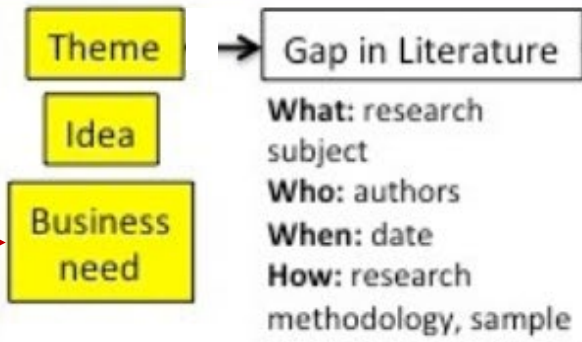 Theme
Idea
Business
need
Gap in Literature
What: research
subject
Who: authors
When: date
How: research
methodology, sample